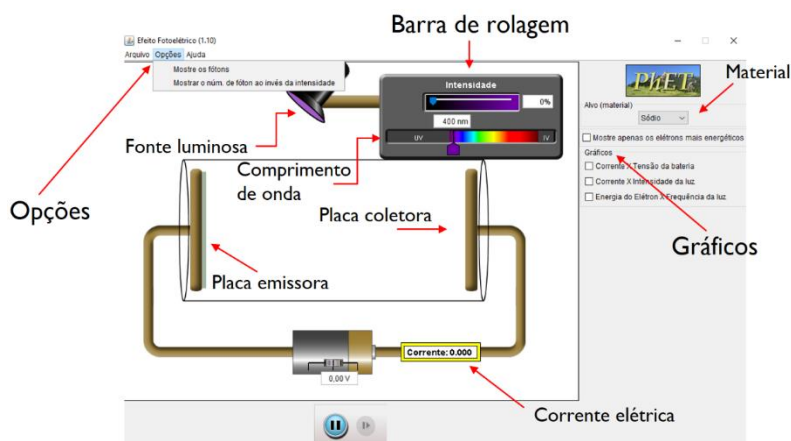 Barra de rolagem
Efeito Fotoelétrico (1.10)
Arquivo Opções Ajuda
Mostre os fótons
Mostrar o núm. de fóton ao invés da intensidade
Intensidade
0%
400 nm
UV
IV
PhET
Material
Alvo (material)
Sódio
Mostre apenas os elétrons mais energéticos
Gráficos
Corrente X Tensão da bateria
Corrente X Intensidade da luz
Energia do Elétron X Frequência da luz
Gráficos
Fonte luminosa
Comprimento
de onda
Opções
Placa coletora
Placa emissora
Corrente: 0.000
0,00 V
Corrente elétrica